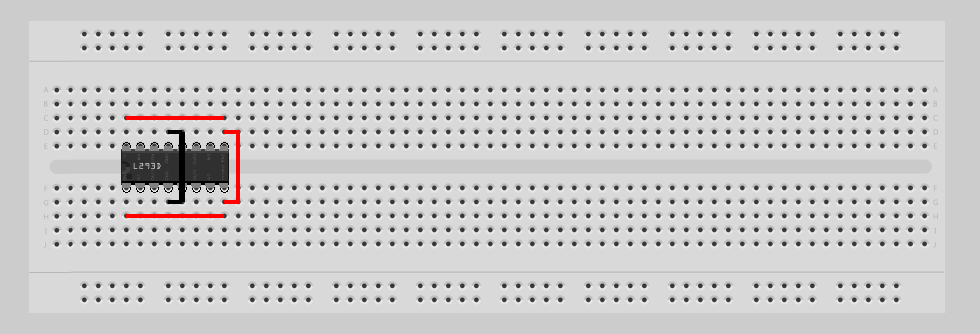 A A
B B
C C
D D
E E
L293D
F F
G G
H H
I I
J J